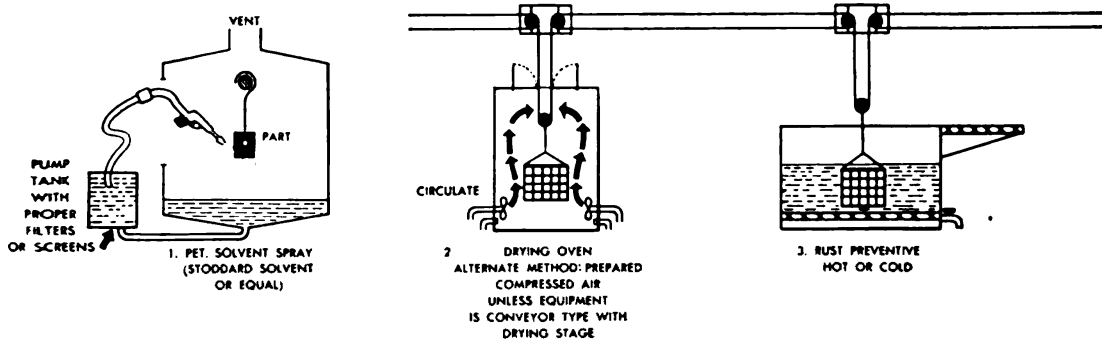 VENT
PART
PUMP
TANK
WITH
PROPER
FILTERS
OR SCREENS
1. PET. SOLVENT SPRAY
(STODDARD SOLVENT
OR EQUAL)
CIRCULATE
2 DRYING OVEN
ALTERNATE METHOD: PREPARED
COMPRESSED AIR
UNLESS EQUIPMENT
IS CONVEYOR TYPE WITH
DRYING STAGE
3. RUST PREVENTIVE
HOT OR COLD